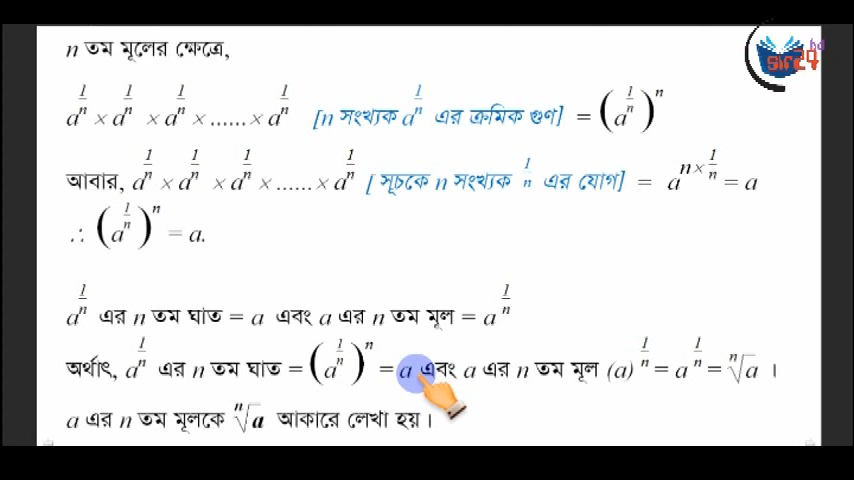 n তম মূলের ক্ষেত্রে,
a^{1/n} × a^{1/n} × a^{1/n} × ...... × a^{1/n} [n সংখ্যক a^{1/n} এর ক্রমিক গুণ] = (a^{1/n})^n
আবার, a^{1/n} × a^{1/n} × a^{1/n} × ...... × a^{1/n} [ সূচকে n সংখ্যক 1/n এর যোগ] = a^{n×1/n} = a
∴ (a^{1/n})^n = a.
a^{1/n} এর n তম ঘাত = a এবং a এর n তম মূল = a^{1/n}
অর্থাৎ, a^{1/n} এর n তম ঘাত = (a^{1/n})^n = a এবং a এর n তম মূল (a)^{1/n} = a^{1/n} = ⁿ√a ।
a এর n তম মূলকে ⁿ√a আকারে লেখা হয়।
sir24
bd